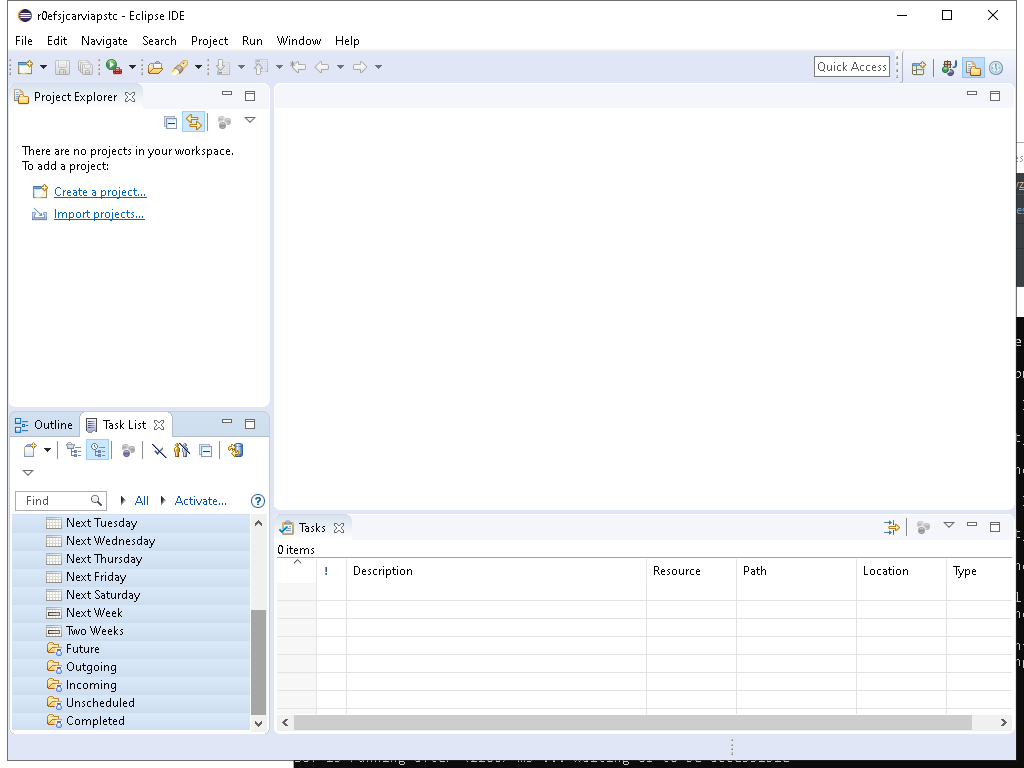 r0efsjcarviapstc - Eclipse IDE
File Edit Navigate Search Project Run Window Help
Quick Access
Project Explorer
There are no projects in your workspace.
To add a project:
Create a project...
Import projects...
Outline Task List
Find All Activate...
Next Tuesday
Next Wednesday
Next Thursday
Next Friday
Next Saturday
Next Week
Two Weeks
Future
Outgoing
Incoming
Unscheduled
Completed
Tasks
0 items
! Description Resource Path Location Type